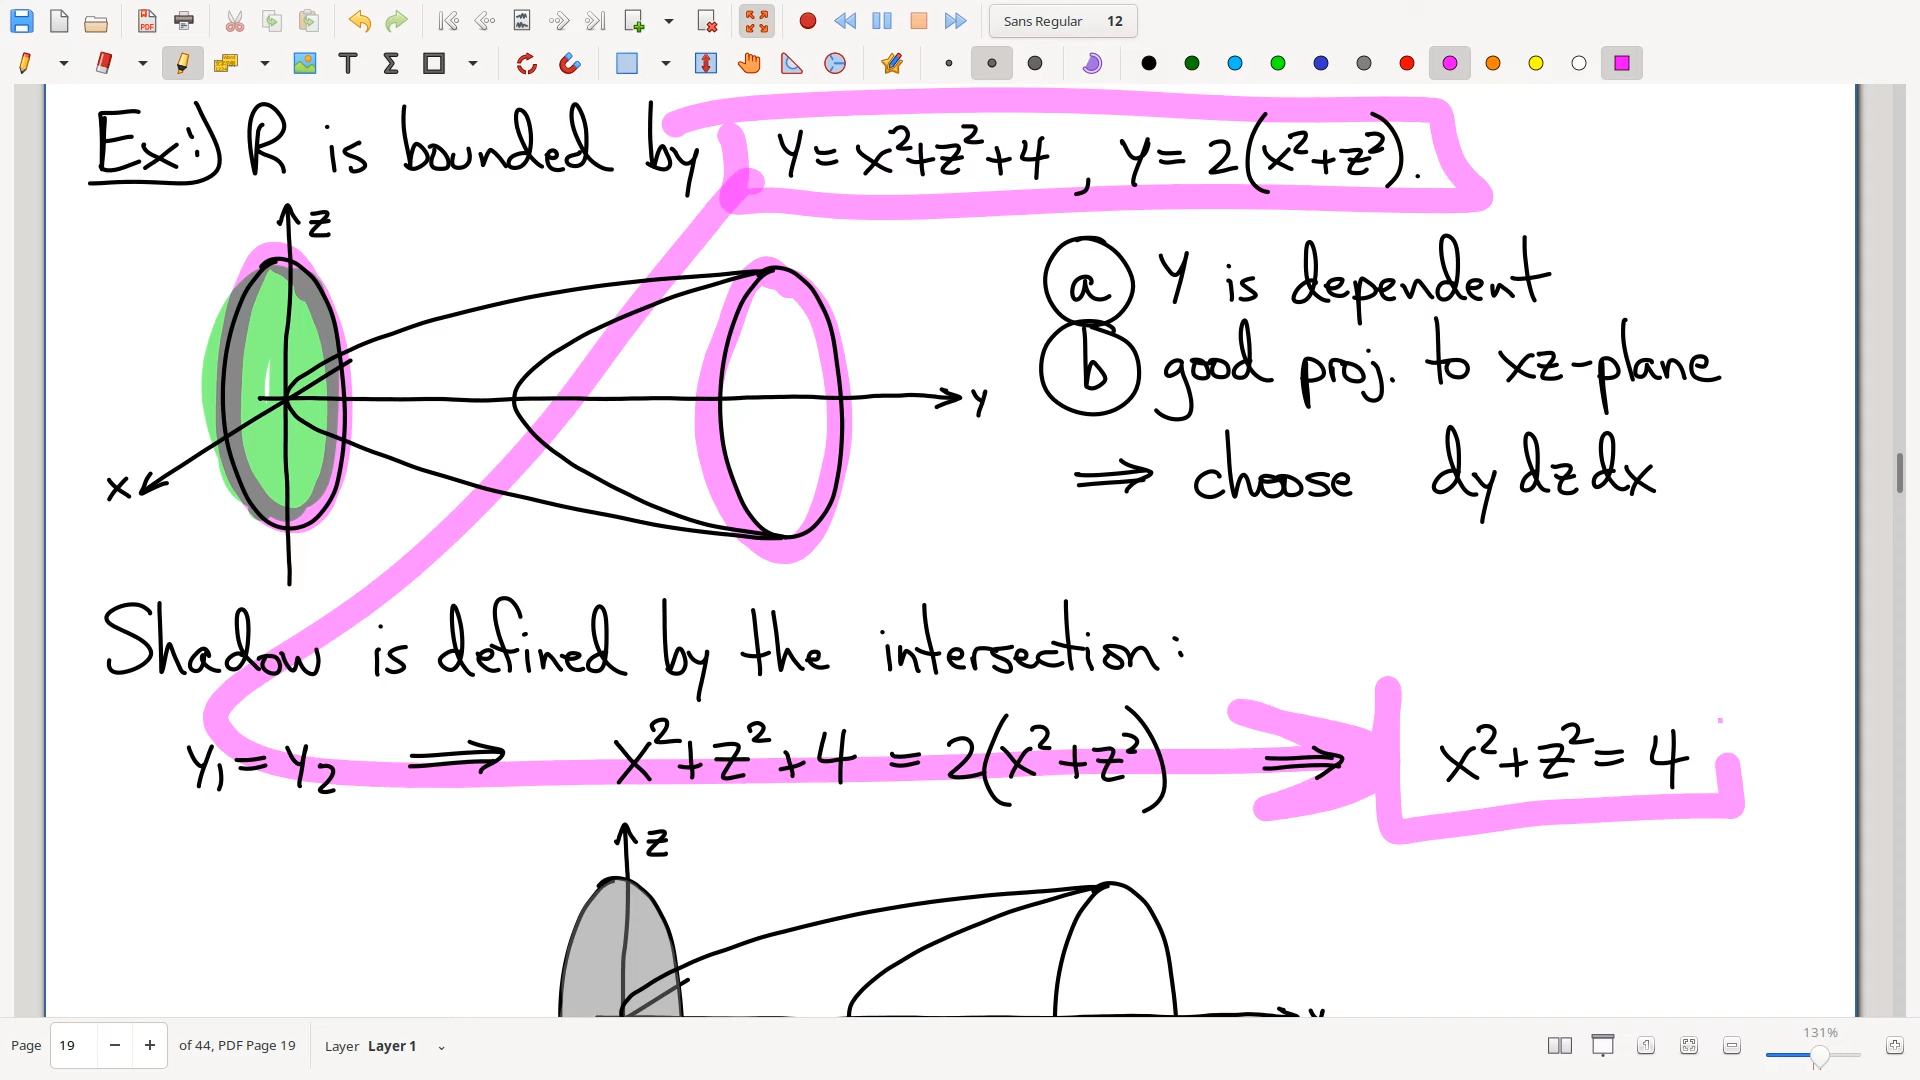 Sans Regular 12
Ex:) R is bounded by y = x²+z²+4 , y = 2(x²+z²).
z
ⓐ y is dependent
ⓑ good proj. to xz-plane
y
x
⟹ choose dy dz dx
Shadow is defined by the intersection:
y₁ = y₂ ⟹ x²+z²+4 = 2(x²+z²) ⟹ x²+z² = 4
z
Page 19 of 44, PDF Page 19 Layer Layer 1 131%